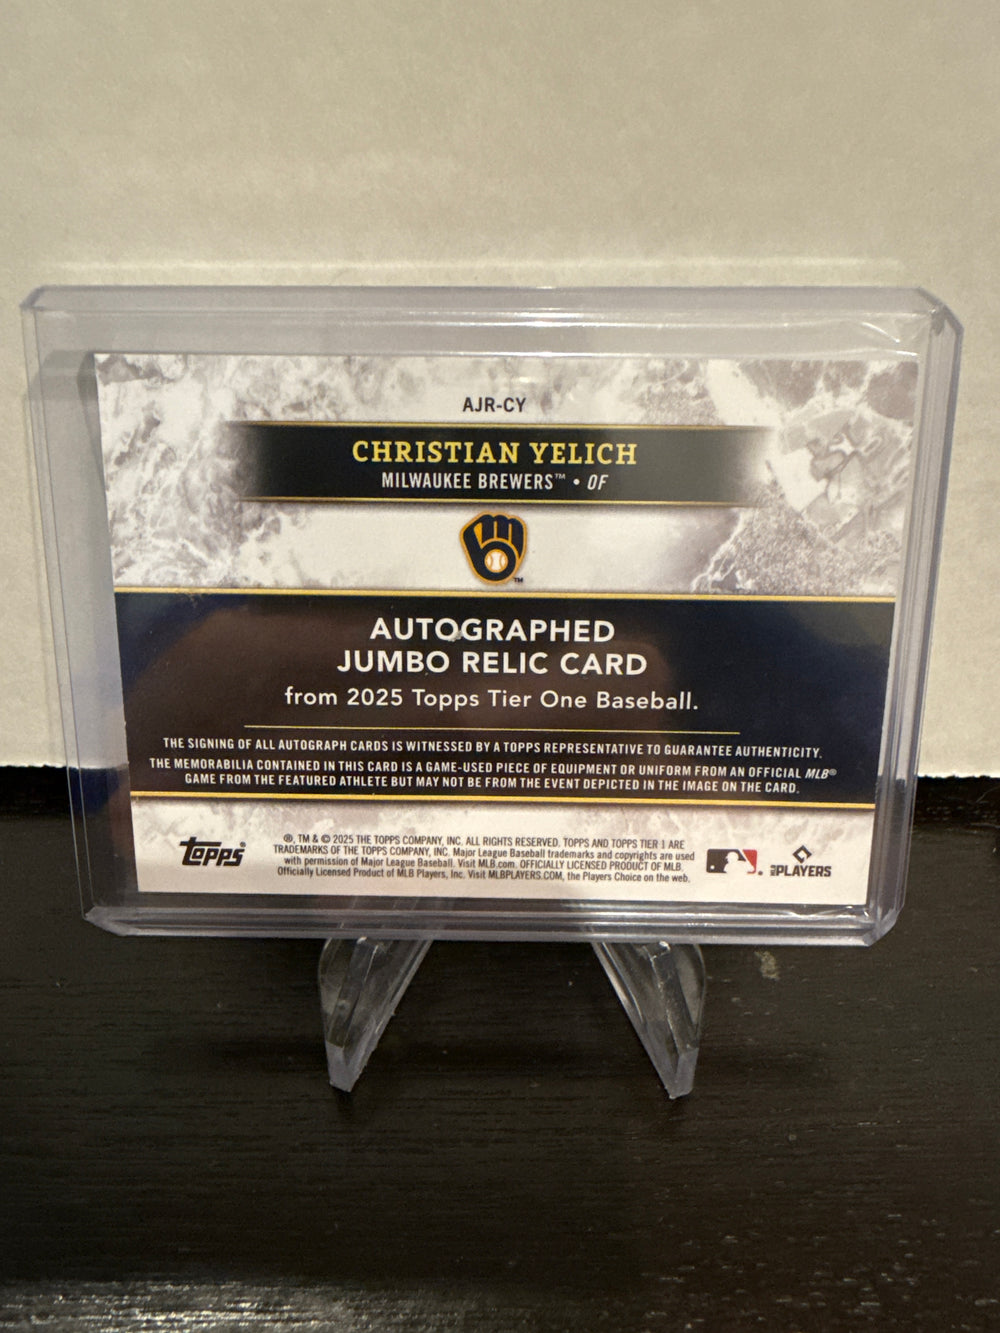 AJR-CY
CHRISTIAN YELICH
MILWAUKEE BREWERS™ • OF
TM
AUTOGRAPHED
JUMBO RELIC CARD
from 2025 Topps Tier One Baseball.
THE SIGNING OF ALL AUTOGRAPH CARDS IS WITNESSED BY A TOPPS REPRESENTATIVE TO GUARANTEE AUTHENTICITY.
THE MEMORABILIA CONTAINED IN THIS CARD IS A GAME-USED PIECE OF EQUIPMENT OR UNIFORM FROM AN OFFICIAL MLB®
GAME FROM THE FEATURED ATHLETE BUT MAY NOT BE FROM THE EVENT DEPICTED IN THE IMAGE ON THE CARD.
topps®
®, TM & © 2025 THE TOPPS COMPANY, INC. ALL RIGHTS RESERVED. TOPPS AND TOPPS TIER 1 ARE
TRADEMARKS OF THE TOPPS COMPANY, INC. Major League Baseball trademarks and copyrights are used
with permission of Major League Baseball. Visit MLB.com. OFFICIALLY LICENSED PRODUCT OF MLB.
Officially Licensed Product of MLB Players, Inc. Visit MLBPLAYERS.COM, the Players Choice on the web.
MLB PLAYERS